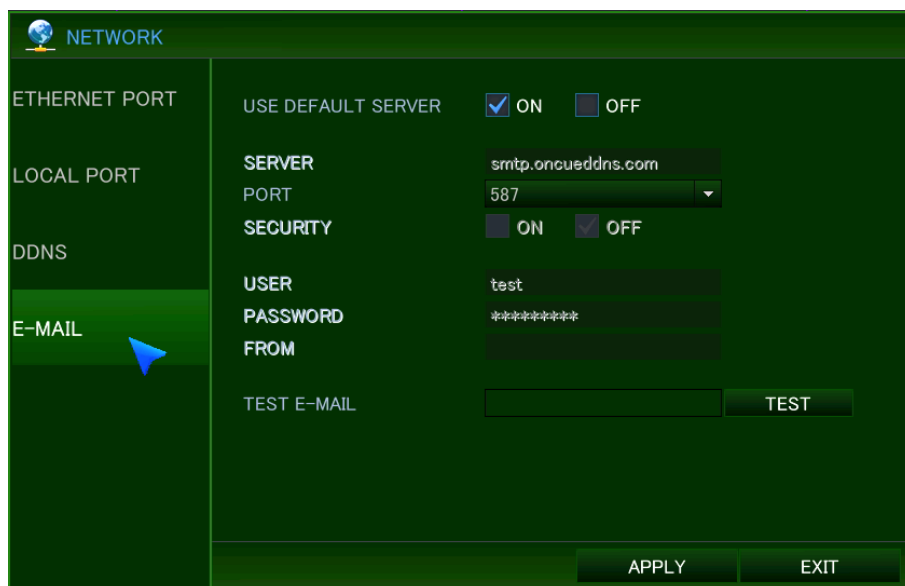 NETWORK
ETHERNET PORT
LOCAL PORT
DDNS
E-MAIL
USE DEFAULT SERVER ON OFF
SERVER smtp.oncueddns.com
PORT 587
SECURITY ON OFF
USER test
PASSWORD *********
FROM
TEST E-MAIL TEST
APPLY EXIT